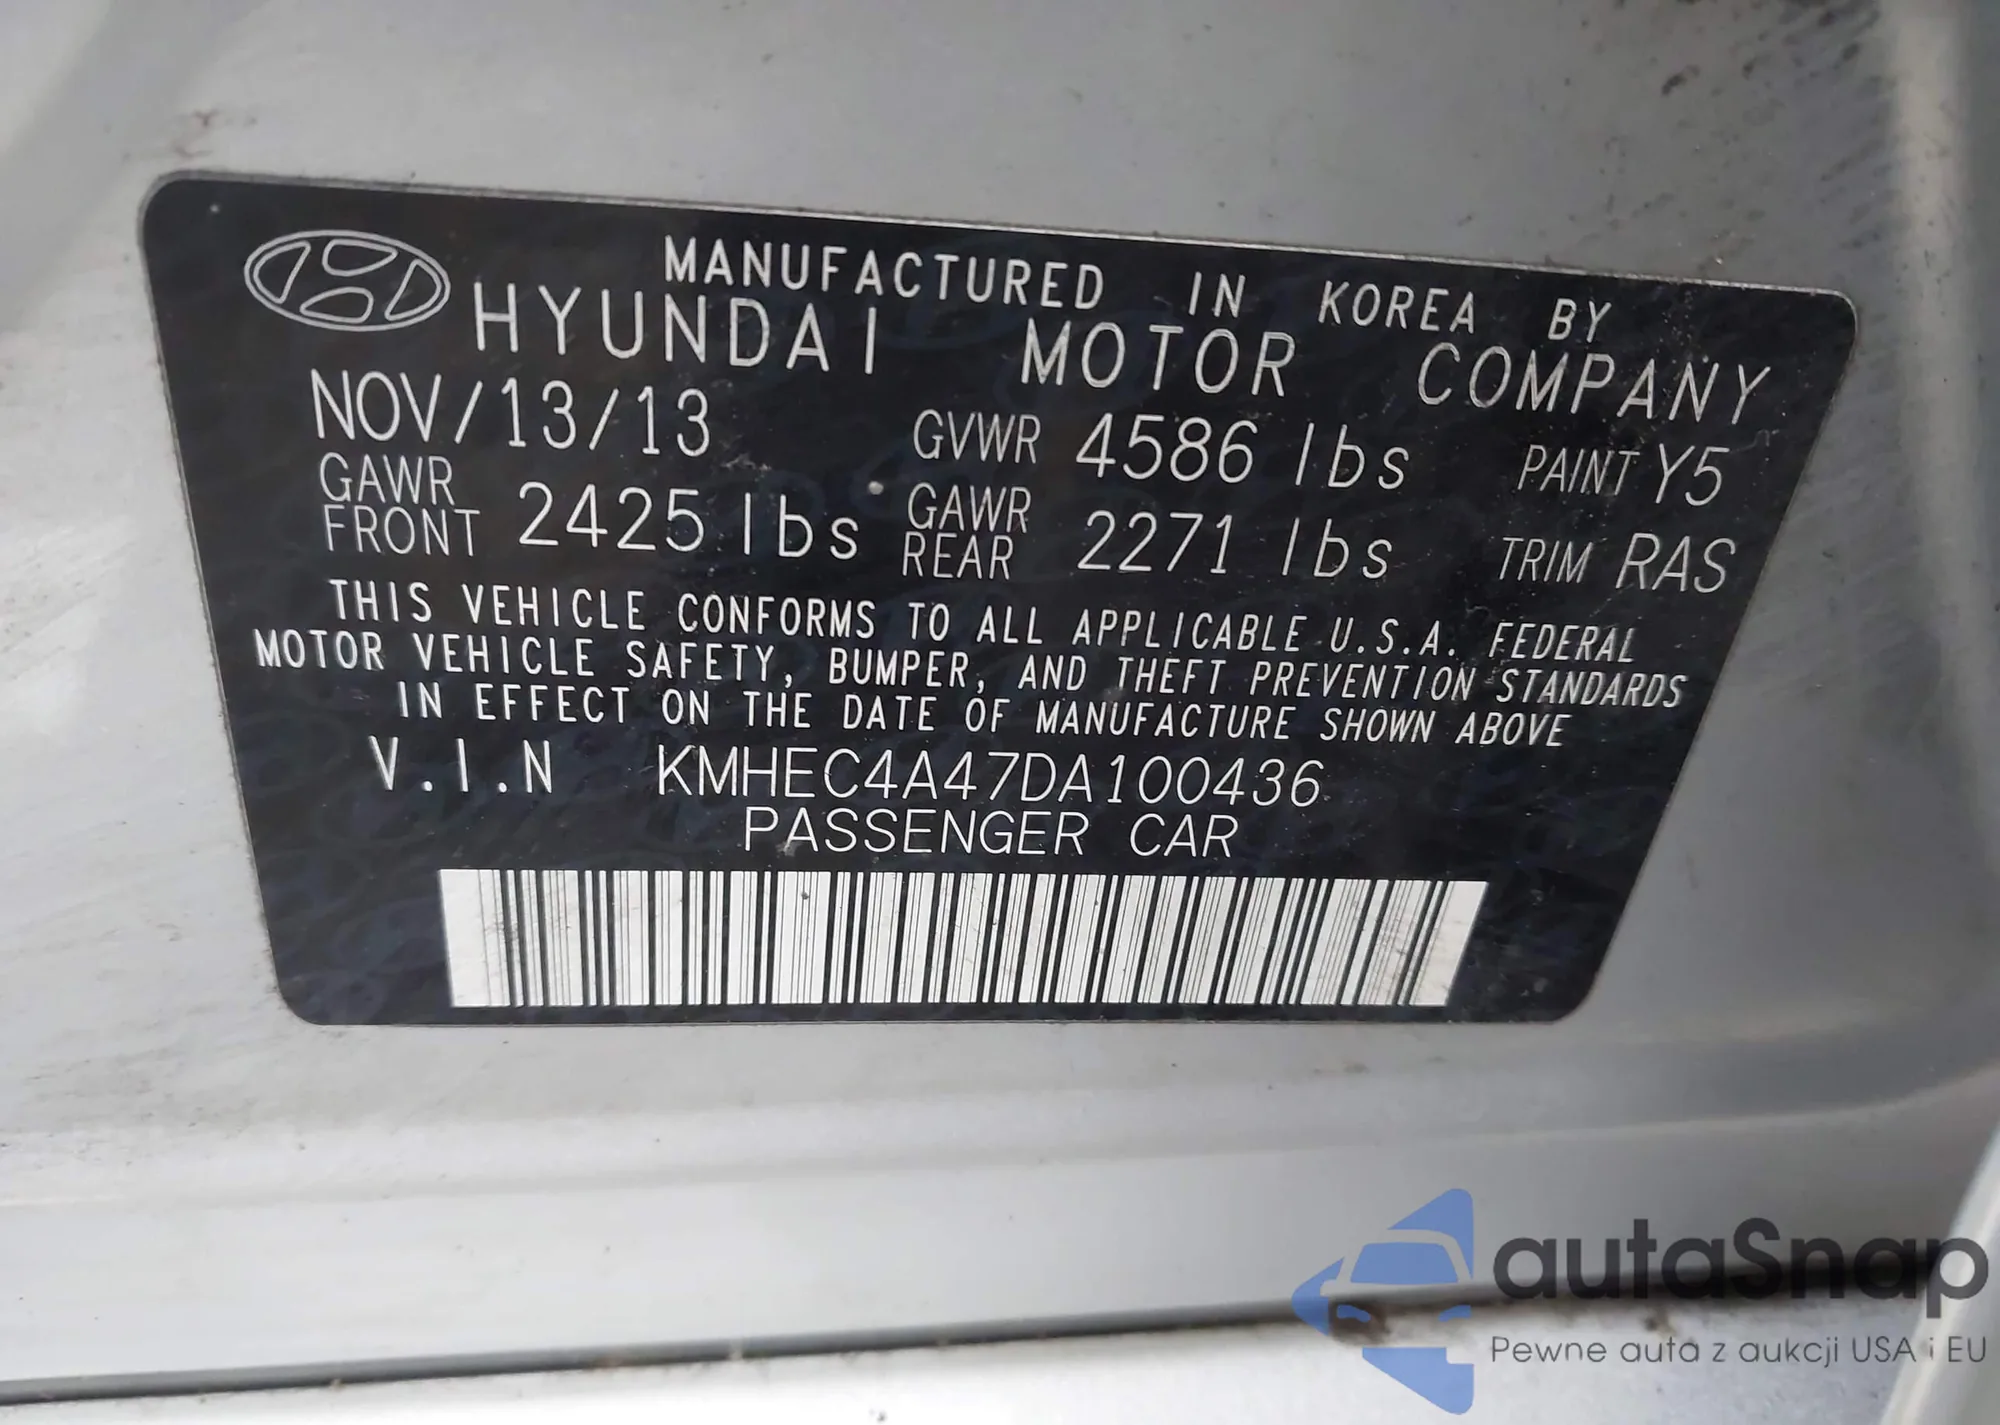 MANUFACTURED IN KOREA BY
HYUNDAI MOTOR COMPANY
NOV/13/13 GVWR 4586 lbs PAINT Y5
GAWR FRONT 2425 lbs GAWR REAR 2271 lbs TRIM RAS
THIS VEHICLE CONFORMS TO ALL APPLICABLE U.S.A. FEDERAL
MOTOR VEHICLE SAFETY, BUMPER, AND THEFT PREVENTION STANDARDS
IN EFFECT ON THE DATE OF MANUFACTURE SHOWN ABOVE
V.I.N KMHEC4A47DA100436
PASSENGER CAR
autaSnap
Pewne auta z aukcji USA i EU